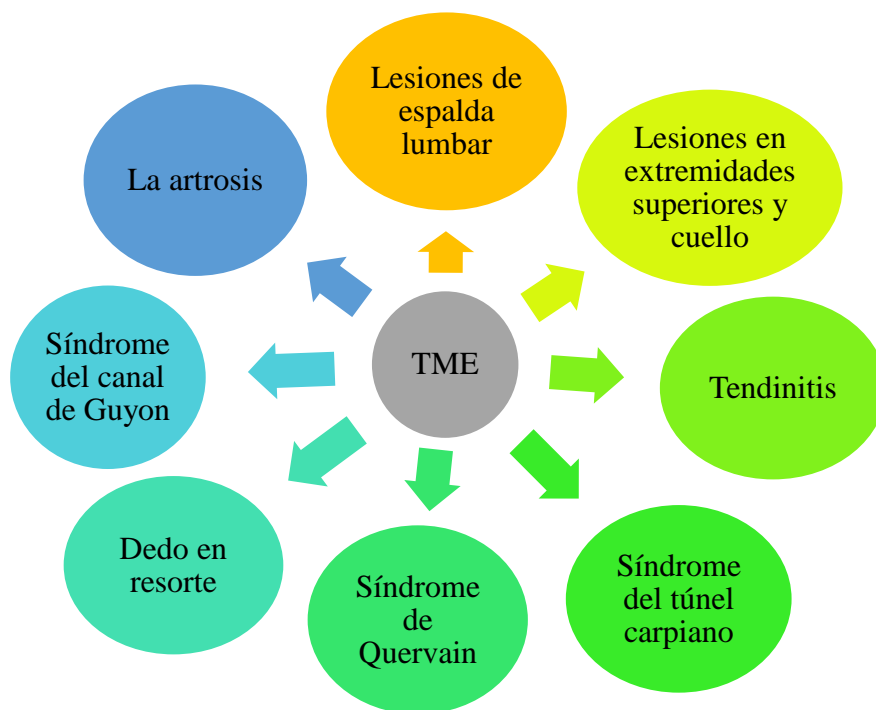 Lesiones de
espalda
lumbar
Lesiones en
extremidades
superiores y
cuello
Tendinitis
Síndrome
del túnel
carpiano
Síndrome
de
Quervain
Dedo en
resorte
Síndrome
del canal
de Guyon
La artrosis
TME